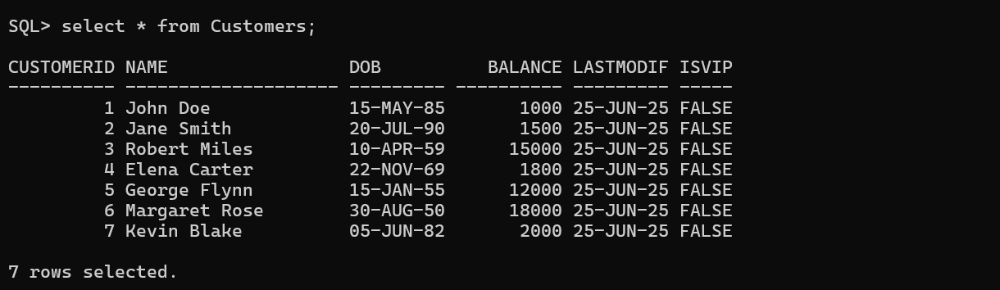 SQL> select * from Customers;
CUSTOMERID NAME                 DOB          BALANCE LASTMODIF ISVIP
---------- -------------------- --------- ---------- --------- -----
         1 John Doe             15-MAY-85       1000 25-JUN-25 FALSE
         2 Jane Smith           20-JUL-90       1500 25-JUN-25 FALSE
         3 Robert Miles         10-APR-59      15000 25-JUN-25 FALSE
         4 Elena Carter         22-NOV-69       1800 25-JUN-25 FALSE
         5 George Flynn         15-JAN-55      12000 25-JUN-25 FALSE
         6 Margaret Rose        30-AUG-50      18000 25-JUN-25 FALSE
         7 Kevin Blake          05-JUN-82       2000 25-JUN-25 FALSE
7 rows selected.